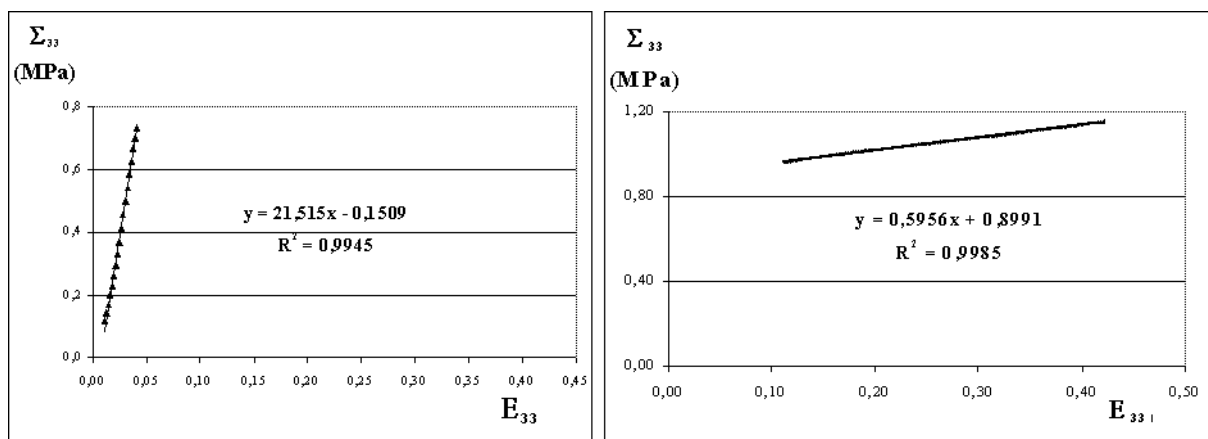 Σ33
(MPa)
0,8
0,6
0,4
0,2
0,0
y = 21,515x - 0,1509
R² = 0,9945
0,00 0,05 0,10 0,15 0,20 0,25 0,30 0,35 0,40 0,45
E33
Σ33
(MPa)
1,20
0,80
0,40
0,00
y = 0,5956x + 0,8991
R² = 0,9985
0,00 0,10 0,20 0,30 0,40 0,50
E33